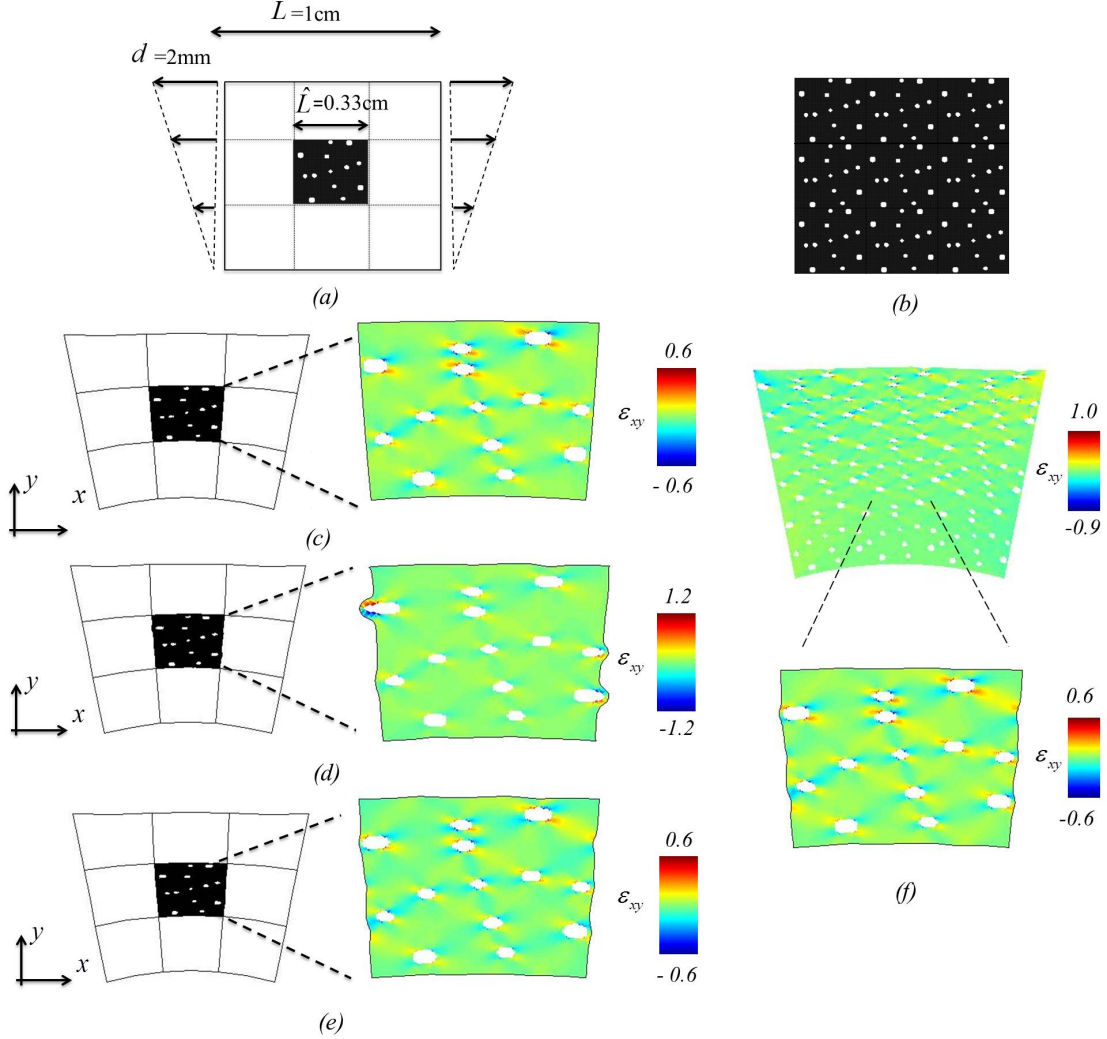 L =1cm
d =2mm
L̂=0.33cm
(a)
(b)
0.6
ε_xy
- 0.6
y
x
(c)
1.0
ε_xy
-0.9
1.2
ε_xy
-1.2
y
x
(d)
0.6
ε_xy
-0.6
0.6
ε_xy
- 0.6
y
x
(e)
(f)